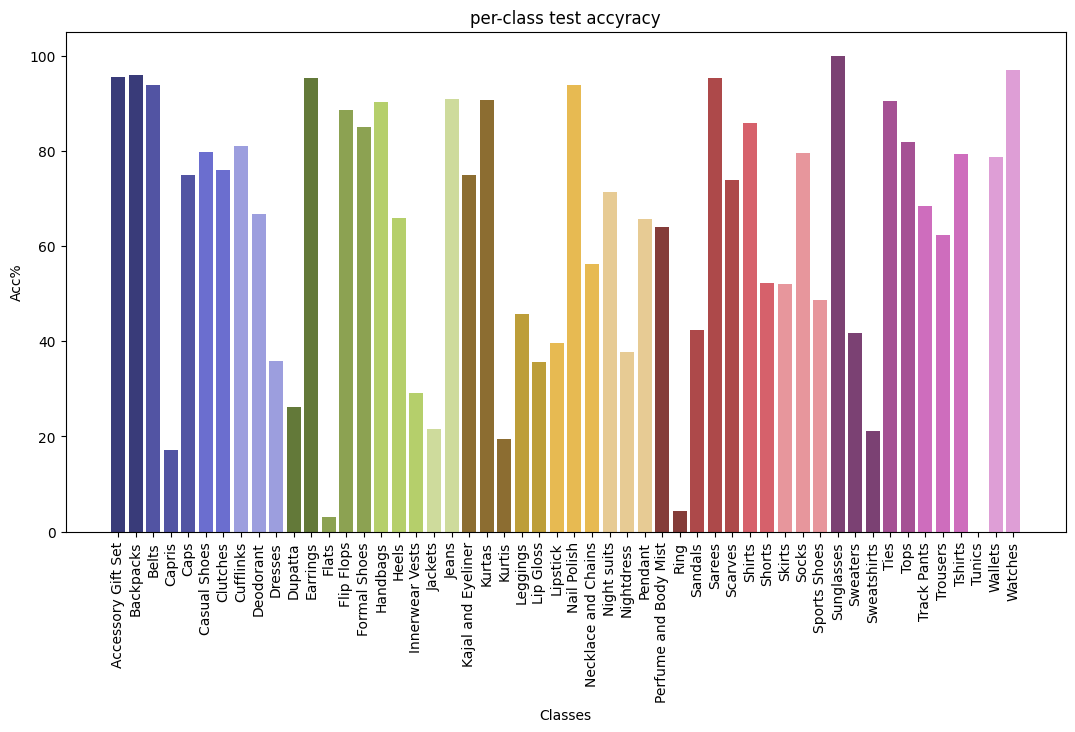 per-class test accyracy
Acc%
100
80
60
40
20
0
Accessory Gift Set
Backpacks
Belts
Capris
Caps
Casual Shoes
Clutches
Cufflinks
Deodorant
Dresses
Dupatta
Earrings
Flats
Flip Flops
Formal Shoes
Handbags
Heels
Innerwear Vests
Jackets
Jeans
Kajal and Eyeliner
Kurtas
Kurtis
Leggings
Lip Gloss
Lipstick
Nail Polish
Necklace and Chains
Night suits
Nightdress
Pendant
Perfume and Body Mist
Ring
Sandals
Sarees
Scarves
Shirts
Shorts
Skirts
Socks
Sports Shoes
Sunglasses
Sweaters
Sweatshirts
Ties
Tops
Track Pants
Trousers
Tshirts
Tunics
Wallets
Watches
Classes